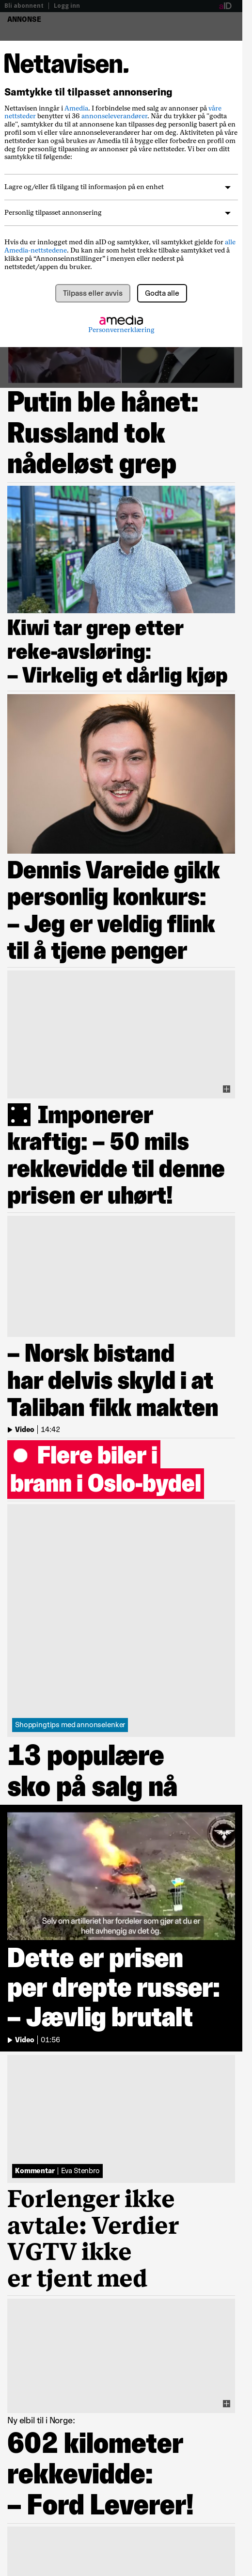 Bli abonnent | Logg inn
aID
ANNONSE
Nettavisen.
Samtykke til tilpasset annonsering
Nettavisen inngår i Amedia. I forbindelse med salg av annonser på våre
nettsteder benytter vi 36 annonseleverandører. Når du trykker på "godta
alle", samtykker du til at annonsene kan tilpasses deg personlig basert på en
profil som vi eller våre annonseleverandører har om deg. Aktiviteten på våre
nettsteder kan også brukes av Amedia til å bygge eller forbedre en profil om
deg for personlig tilpasning av annonser på våre nettsteder. Vi ber om ditt
samtykke til følgende:
Lagre og/eller få tilgang til informasjon på en enhet
Personlig tilpasset annonsering
Hvis du er innlogget med din aID og samtykker, vil samtykket gjelde for alle
Amedia-nettstedene. Du kan når som helst trekke tilbake samtykket ved å
klikke på “Annonseinnstillinger” i menyen eller nederst på
nettstedet/appen du bruker.
Tilpass eller avvis
Godta alle
amedia
Personvernerklæring
Putin ble hånet:
Russland tok
nådeløst grep
KIWI KIWI
Kiwi tar grep etter
reke-avsløring:
– Virkelig et dårlig kjøp
Dennis Vareide gikk
personlig konkurs:
– Jeg er veldig flink
til å tjene penger
Imponerer
kraftig: – 50 mils
rekkevidde til denne
prisen er uhørt!
– Norsk bistand
har delvis skyld i at
Taliban fikk makten
Video | 14:42
Flere biler i
brann i Oslo-bydel
Shoppingtips med annonselenker
13 populære
sko på salg nå
Selv om artilleriet har fordeler som gjør at du er
helt avhengig av det òg.
Dette er prisen
per drepte russer:
– Jævlig brutalt
Video | 01:56
Kommentar | Eva Stenbro
Forlenger ikke
avtale: Verdier
VGTV ikke
er tjent med
Ny elbil til i Norge:
602 kilometer
rekkevidde:
– Ford Leverer!